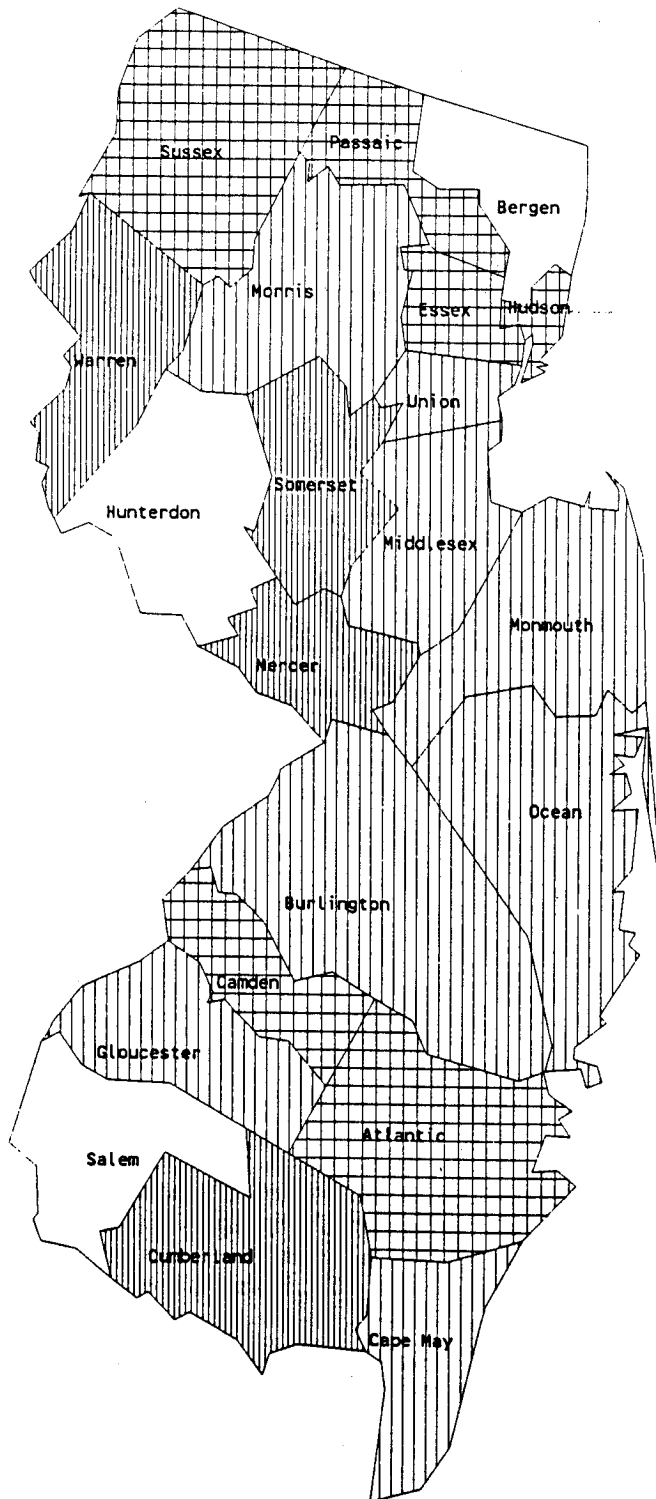 Passaic
Sussex
Bergen
Morris
Essex
Hudson
Warren
Union
Somerset
Hunterdon
Middlesex
Monmouth
Mercer
Ocean
Burlington
Camden
Gloucester
Atlantic
Salem
Cumberland
Cape May